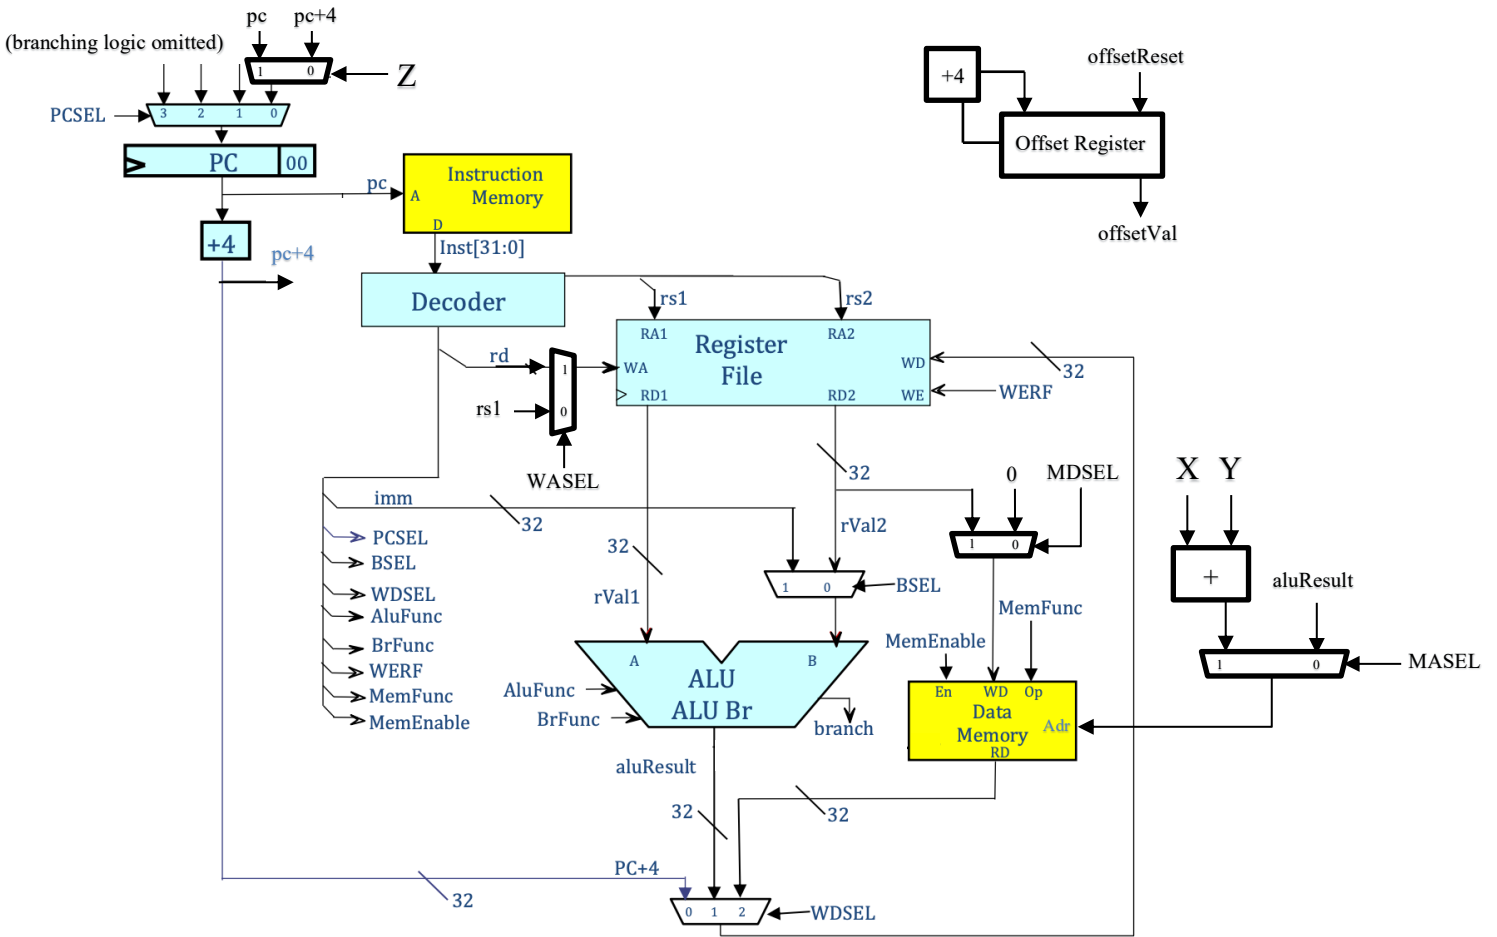 pc pc+4
(branching logic omitted)
1 0
Z
PCSEL
3 2 1 0
PC 00
pc
+4
pc+4
Instruction
Memory
A
D
Inst[31:0]
Decoder
rs1
rs2
+4
offsetReset
Offset Register
offsetVal
RA1 RA2
Register
File
WA
WD
RD1 RD2 WE
32
WERF
rd
1
rs1
0
WASEL
imm
32
PCSEL
BSEL
WDSEL
AluFunc
BrFunc
WERF
MemFunc
MemEnable
32
rVal1
32
rVal2
0 MDSEL
1 0
1 0
BSEL
X Y
+
aluResult
1 0
MASEL
MemFunc
MemEnable
En WD Op
Data
Memory
Adr
RD
A B
ALU
ALU Br
AluFunc
BrFunc
branch
aluResult
32
32
PC+4
32
0 1 2
WDSEL